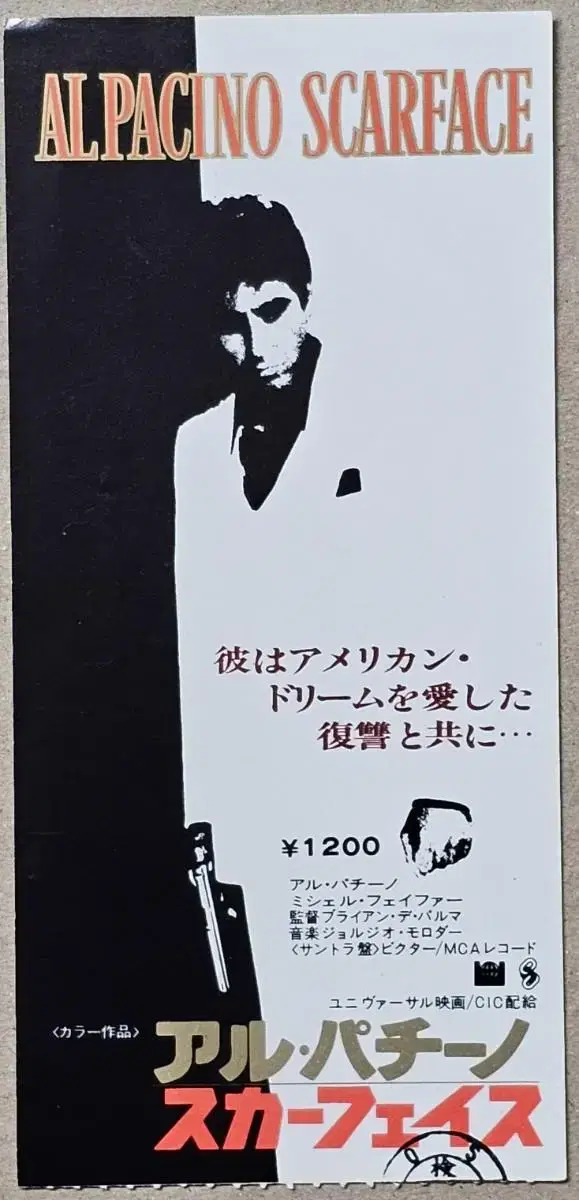 AL PACINO SCARFACE
彼はアメリカン・
ドリームを愛した
復讐と共に…
¥1200
アル・パチーノ
ミシェル・フェイファー
監督ブライアン・デ・パルマ
音楽ジョルジオ・モロダー
〈サントラ盤〉ビクター/MCAレコード
ユニヴァーサル映画/CIC配給
〈カラー作品〉
アル・パチーノ
スカーフェイス
検